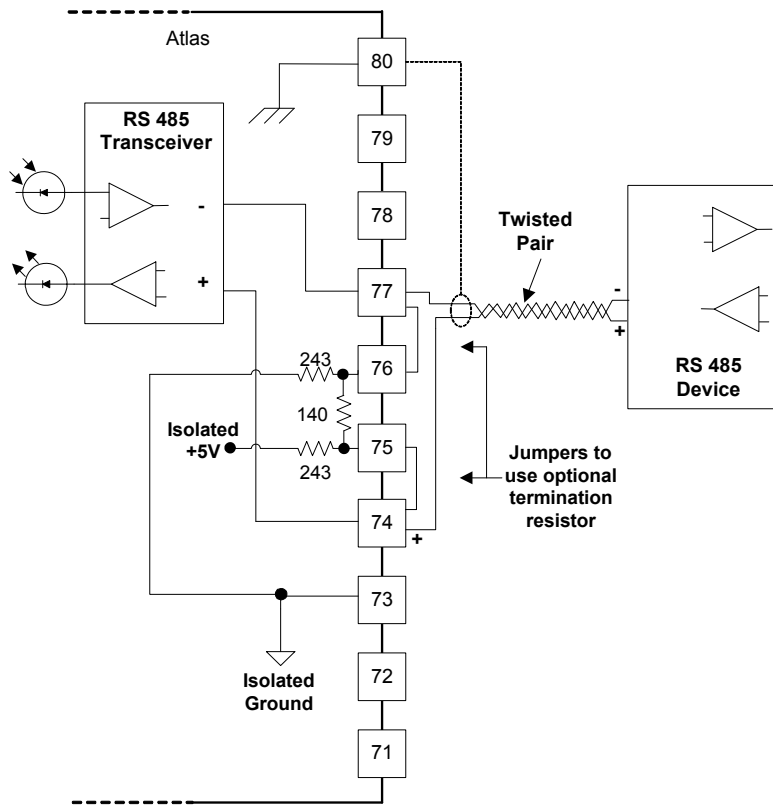 Atlas
80
RS 485
Transceiver
79
78
Twisted
Pair
-
77
-
+
+
243
76
RS 485
Device
140
Isolated
+5V
75
243
Jumpers to
use optional
termination
resistor
74
+
73
Isolated
Ground
72
71